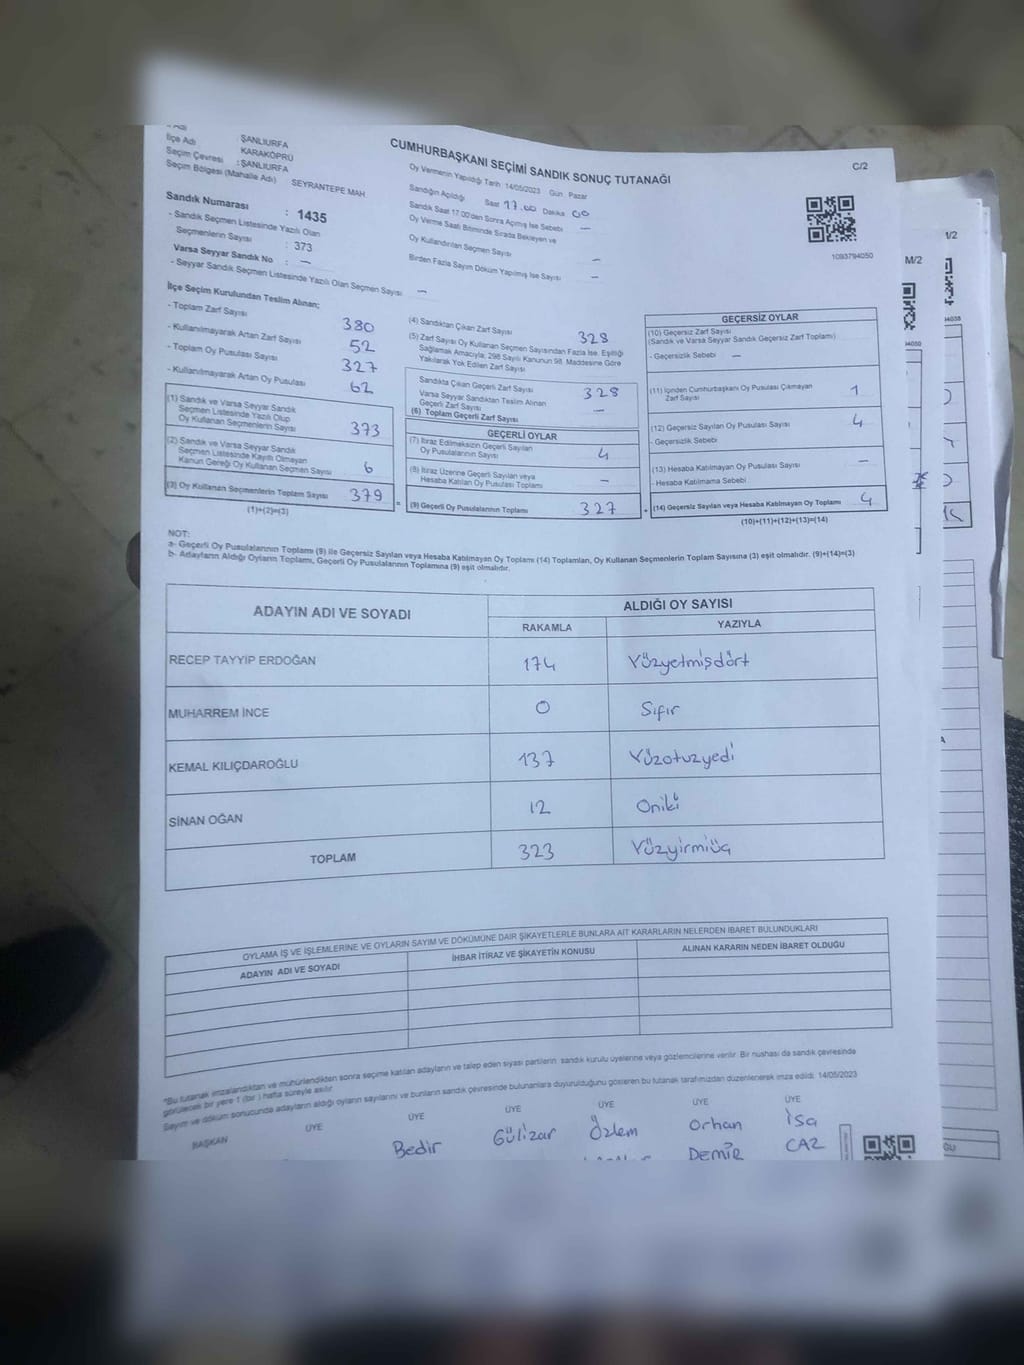 İlçe Adı : ŞANLIURFA
Seçim Çevresi KARAKÖPRÜ
: ŞANLIURFA
Seçim Bölgesi (Mahalle Adı) SEYRANTEPE MAH.
CUMHURBAŞKANI SEÇİMİ SANDIK SONUÇ TUTANAĞI
C/2
Oy Vermenin Yapıldığı Tarih 14/05/2023 Gün : Pazar
Sandığın Açıldığı Saat 17.00 Dakika 00
Sandık Saat 17.00'den Sonra Açılmış İse Sebebi —
Oy Verme Saati Bitiminde Sırada Bekleyen ve
Oy Kullandırılan Seçmen Sayısı —
Birden Fazla Sayım Döküm Yapılmış İse Sayısı —
1093794050
Sandık Numarası : 1435
- Sandık Seçmen Listesinde Yazılı Olan
Seçmenlerin Sayısı : 373
Varsa Seyyar Sandık No : —
- Seyyar Sandık Seçmen Listesinde Yazılı Olan Seçmen Sayısı —
İlçe Seçim Kurulundan Teslim Alınan;
- Toplam Zarf Sayısı 380
- Kullanılmayarak Artan Zarf Sayısı 52
- Toplam Oy Pusulası Sayısı 327
- Kullanılmayarak Artan Oy Pusulası 62
(1) Sandık ve Varsa Seyyar Sandık
Seçmen Listesinde Yazılı Olup
Oy Kullanan Seçmenlerin Sayısı 373
(2) Sandık ve Varsa Seyyar Sandık
Seçmen Listesinde Kayıtlı Olmayan
Kanun Gereği Oy Kullanan Seçmen Sayısı 6
(3) Oy Kullanan Seçmenlerin Toplam Sayısı 379
(1)+(2)=(3)
(4) Sandıktan Çıkan Zarf Sayısı 328
(5) Zarf Sayısı Oy Kullanan Seçmen Sayısından Fazla İse, Eşitliği
Sağlamak Amacıyla; 298 Sayılı Kanunun 98. Maddesine Göre
Yakılarak Yok Edilen Zarf Sayısı
Sandıkta Çıkan Geçerli Zarf Sayısı 328
Varsa Seyyar Sandıktan Teslim Alınan
Geçerli Zarf Sayısı —
(6) Toplam Geçerli Zarf Sayısı
GEÇERLİ OYLAR
(7) İtiraz Edilmeksizin Geçerli Sayılan
Oy Pusulalarının Sayısı 4
(8) İtiraz Üzerine Geçerli Sayılan veya
Hesaba Katılan Oy Pusulası Toplamı —
(9) Geçerli Oy Pusulalarının Toplamı 327
GEÇERSİZ OYLAR
(10) Geçersiz Zarf Sayısı
(Sandık ve Varsa Seyyar Sandık Geçersiz Zarf Toplamı)
- Geçersizlik Sebebi —
(11) İçinden Cumhurbaşkanı Oy Pusulası Çıkmayan
Zarf Sayısı 1
(12) Geçersiz Sayılan Oy Pusulası Sayısı 4
- Geçersizlik Sebebi
(13) Hesaba Katılmayan Oy Pusulası Sayısı —
- Hesaba Katılmama Sebebi
(14) Geçersiz Sayılan veya Hesaba Katılmayan Oy Toplamı 4
(10)+(11)+(12)+(13)=(14)
NOT:
a- Geçerli Oy Pusulalarının Toplamı (9) ile Geçersiz Sayılan veya Hesaba Katılmayan Oy Toplamı (14) Toplamları, Oy Kullanan Seçmenlerin Toplam Sayısına (3) eşit olmalıdır. (9)+(14)=(3)
b- Adayların Aldığı Oyların Toplamı, Geçerli Oy Pusulalarının Toplamına (9) eşit olmalıdır.
ADAYIN ADI VE SOYADI ALDIĞI OY SAYISI
RAKAMLA YAZIYLA
RECEP TAYYİP ERDOĞAN 174 Yüzyetmişdört
MUHARREM İNCE 0 Sıfır
KEMAL KILIÇDAROĞLU 137 Yüzotuzyedi
SİNAN OĞAN 12 Oniki
TOPLAM 323 Yüzyirmiüç
OYLAMA İŞ VE İŞLEMLERİNE VE OYLARIN SAYIM VE DÖKÜMÜNE DAİR ŞİKAYETLERLE BUNLARA AİT KARARLARIN NELERDEN İBARET BULUNDUKLARI
ADAYIN ADI VE SOYADI İHBAR İTİRAZ VE ŞİKAYETİN KONUSU ALINAN KARARIN NEDEN İBARET OLDUĞU
*Bu tutanak imzalandıktan ve mühürlendikten sonra seçime katılan adayların ve talep eden siyasi partilerin sandık kurulu üyelerine veya gözlemcilerine verilir. Bir nushası da sandık çevresinde
görülecek bir yere 1 (bir ) hafta süreyle asılır.
Sayım ve döküm sonucunda adayların aldığı oyların sayılarını ve bunların sandık çevresinde bulunanlara duyurulduğunu gösteren bu tutanak tarafımızdan düzenlenerek imza edildi. 14/05/2023
BAŞKAN ÜYE ÜYE ÜYE ÜYE ÜYE ÜYE
Bedir Gülizar Özlem Orhan İsa
DEMİR CAZ
M/2
1/2